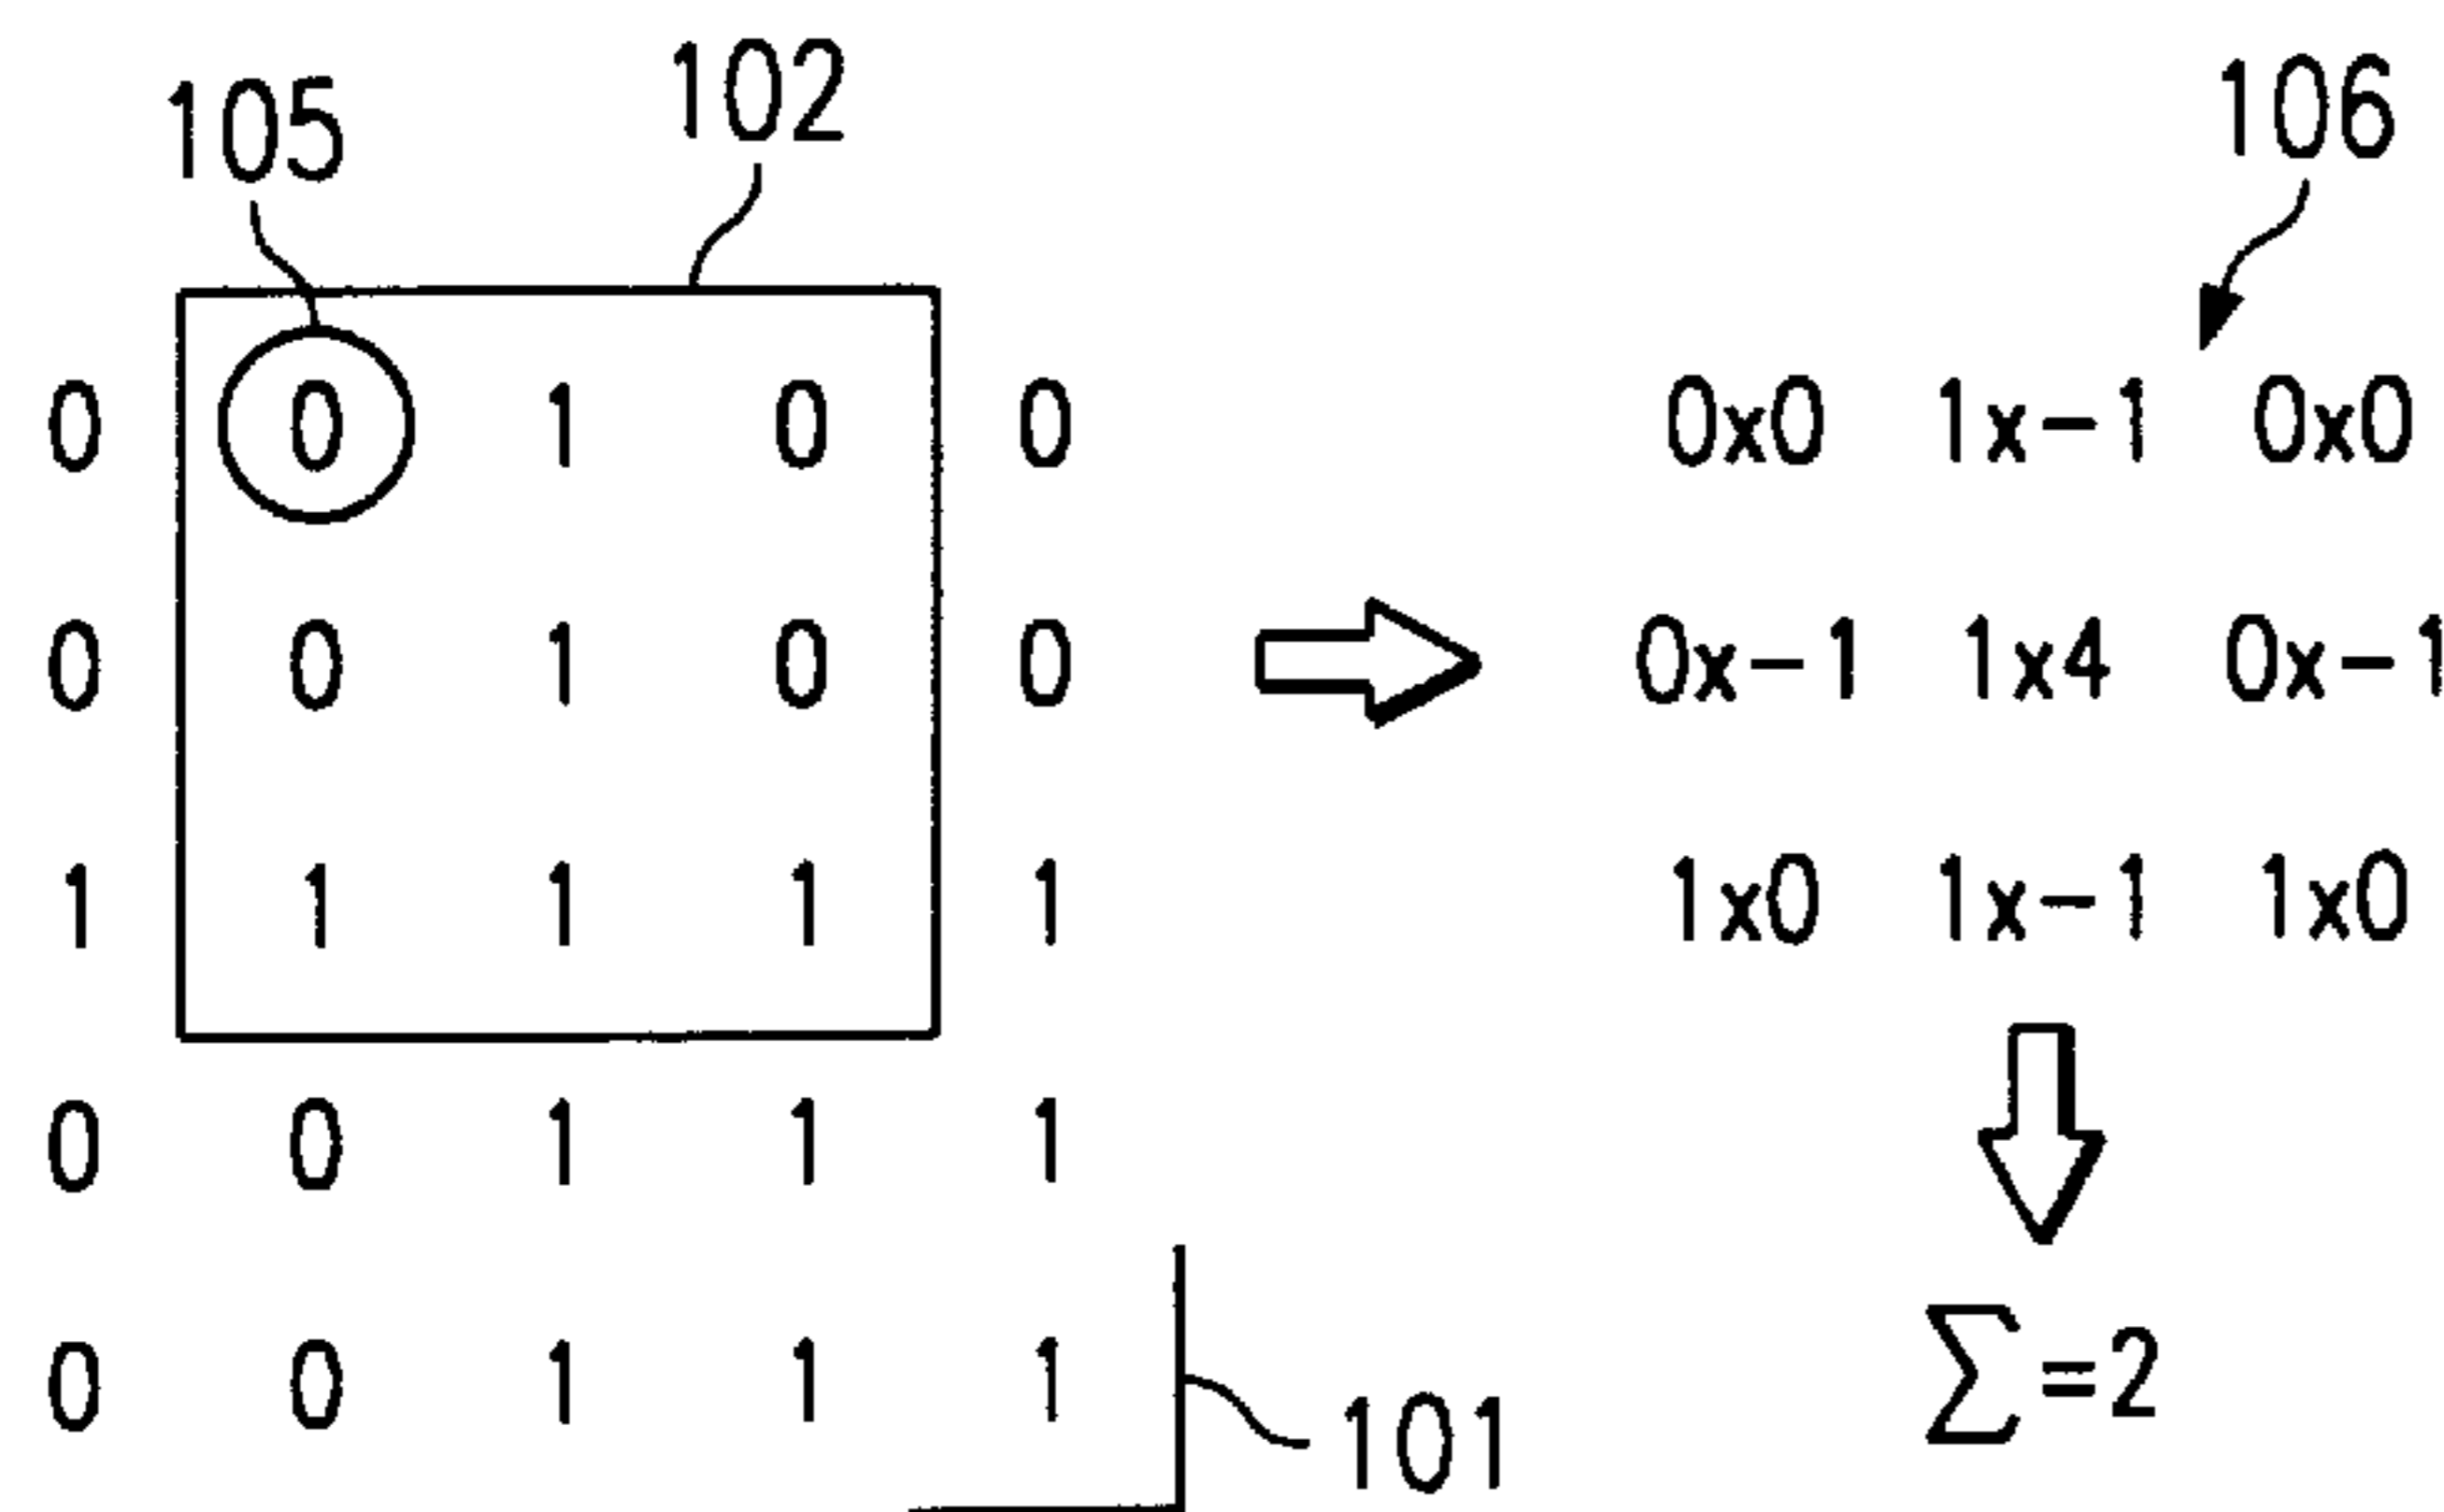 105 102 106
0 0 1 0 0 0x0 1x-1 0x0
0 0 1 0 0 0x-1 1x4 0x-1
1 1 1 1 1 1x0 1x-1 1x0
0 0 1 1 1
0 0 1 1 1 Σ=2
101